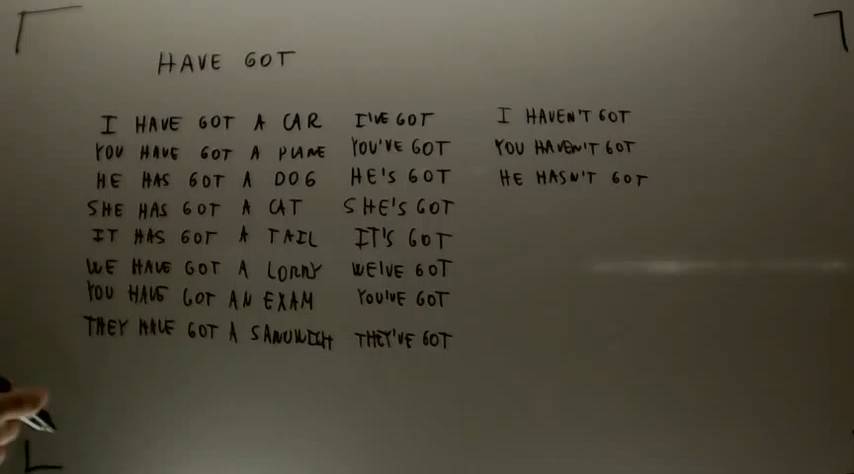 HAVE GOT
I HAVE GOT A CAR I'VE GOT I HAVEN'T GOT
YOU HAVE GOT A PLANE YOU'VE GOT YOU HAVEN'T GOT
HE HAS GOT A DOG HE'S GOT HE HASN'T GOT
SHE HAS GOT A CAT SHE'S GOT
IT HAS GOT A TAIL IT'S GOT
WE HAVE GOT A LORRY WE'VE GOT
YOU HAVE GOT AN EXAM YOU'VE GOT
THEY HAVE GOT A SANDWICH THEY'VE GOT